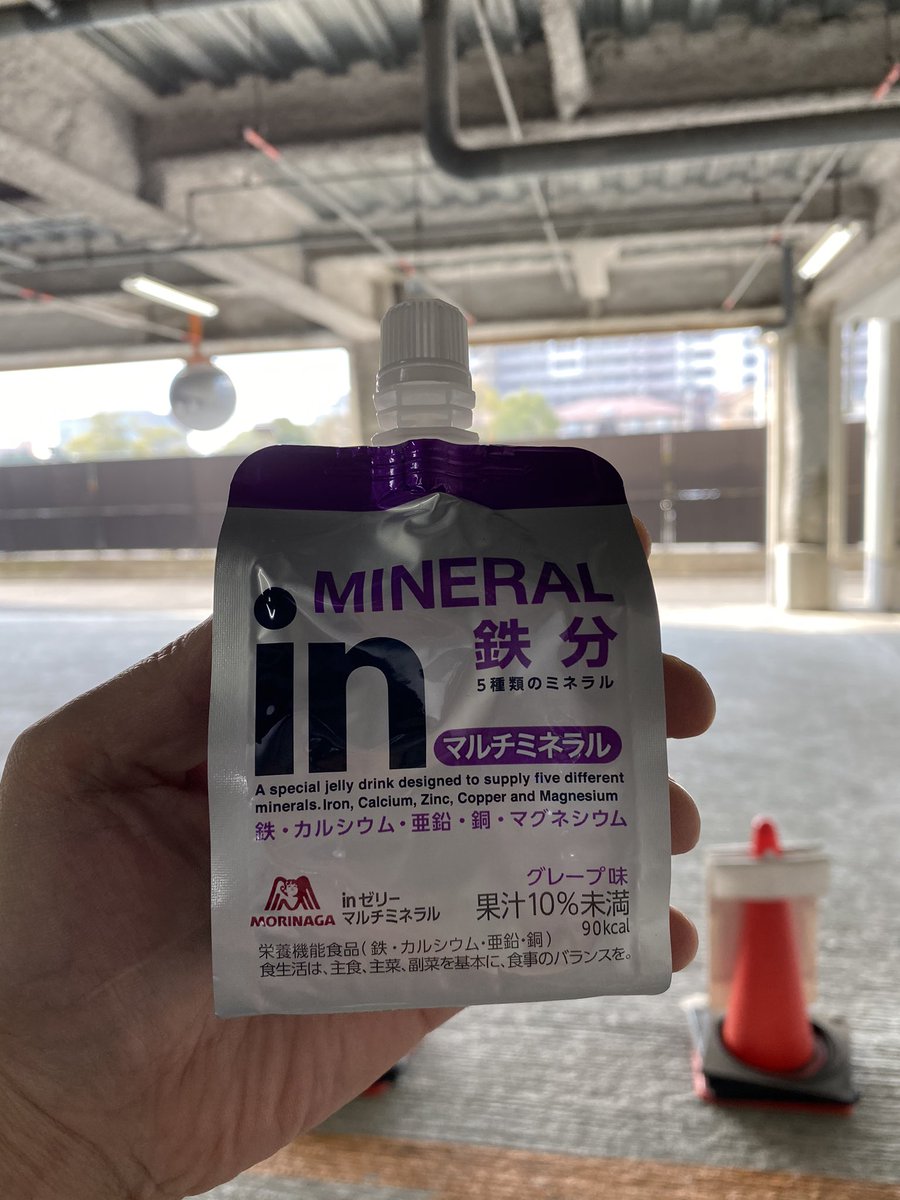 MINERAL
in
鉄分
5種類のミネラル
マルチミネラル
A special jelly drink designed to supply five different
minerals.Iron, Calcium, Zinc, Copper and Magnesium
鉄・カルシウム・亜鉛・銅・マグネシウム
グレープ味
MORINAGA
inゼリー
マルチミネラル
果汁10%未満
90kcal
栄養機能食品(鉄・カルシウム・亜鉛・銅)
食生活は、主食、主菜、副菜を基本に、食事のバランスを。